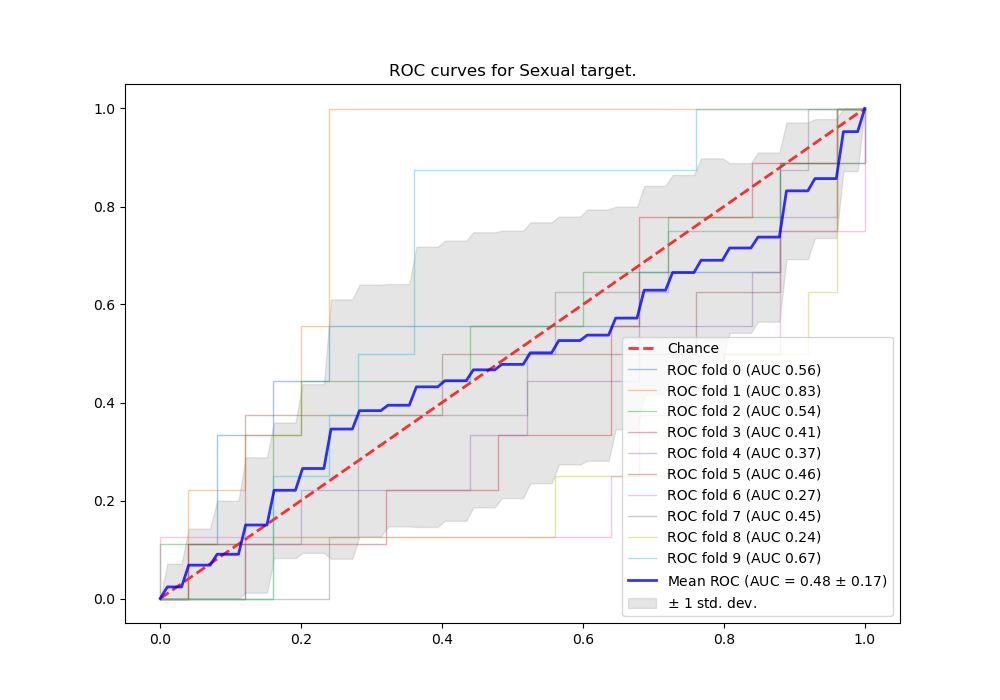 ROC curves for Sexual target.
1.0
0.8
0.6
0.4
0.2
0.0
Chance
ROC fold 0 (AUC 0.56)
ROC fold 1 (AUC 0.83)
ROC fold 2 (AUC 0.54)
ROC fold 3 (AUC 0.41)
ROC fold 4 (AUC 0.37)
ROC fold 5 (AUC 0.46)
ROC fold 6 (AUC 0.27)
ROC fold 7 (AUC 0.45)
ROC fold 8 (AUC 0.24)
ROC fold 9 (AUC 0.67)
Mean ROC (AUC = 0.48 ± 0.17)
± 1 std. dev.
0.0 0.2 0.4 0.6 0.8 1.0